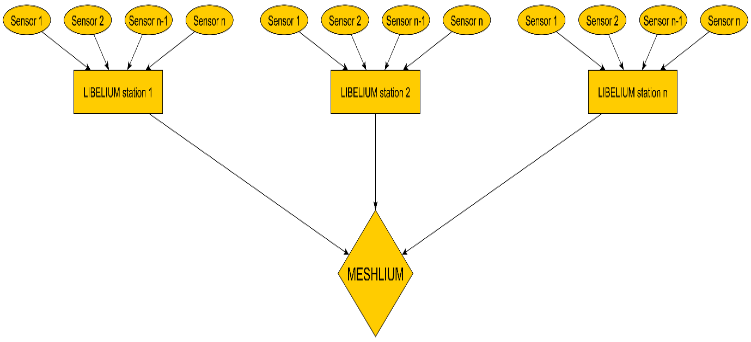 Sensor 1 Sensor 2 Sensor n-1 Sensor n Sensor 1 Sensor 2 Sensor n-1 Sensor n Sensor 1 Sensor 2 Sensor n-1 Sensor n
LIBELIUM station 1 LIBELIUM station 2 LIBELIUM station n
MESHLIUM